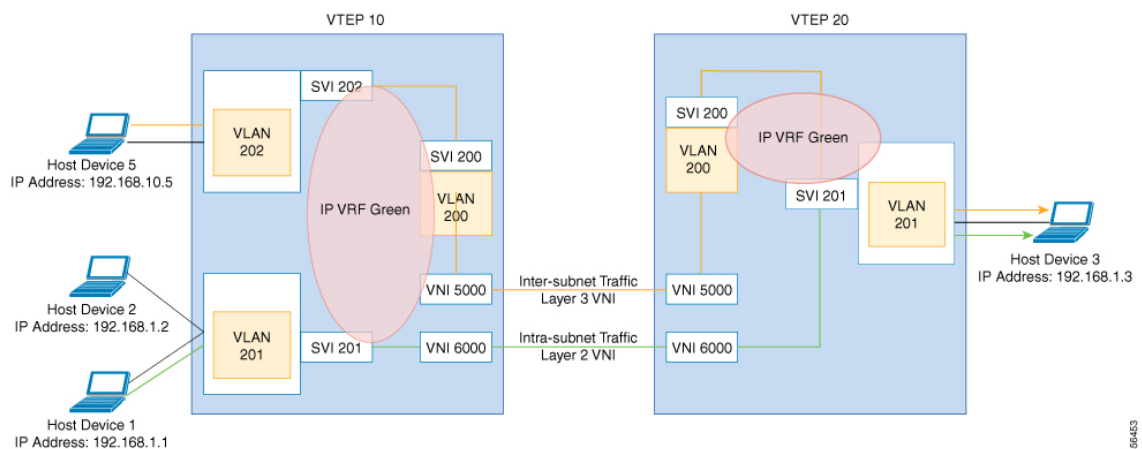 VTEP 10
VTEP 20
SVI 202
VLAN
202
Host Device 5
IP Address: 192.168.10.5
SVI 200
VLAN
200
IP VRF Green
VNI 5000
Host Device 2
IP Address: 192.168.1.2
VLAN
201
SVI 201
VNI 6000
Host Device 1
IP Address: 192.168.1.1
Inter-subnet Traffic
Layer 3 VNI
Intra-subnet Traffic
Layer 2 VNI
SVI 200
VLAN
200
IP VRF Green
SVI 201
VLAN
201
VNI 5000
VNI 6000
Host Device 3
IP Address: 192.168.1.3
56453